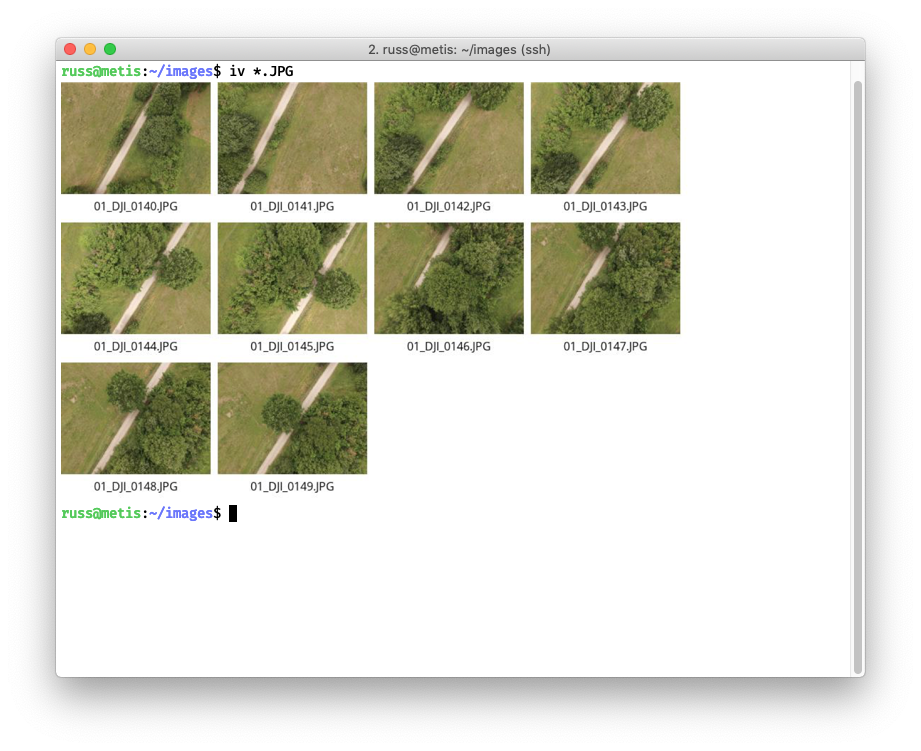 2. russ@metis: ~/images (ssh)
russ@metis:~/images$ iv *.JPG
01_DJI_0140.JPG 01_DJI_0141.JPG 01_DJI_0142.JPG 01_DJI_0143.JPG
01_DJI_0144.JPG 01_DJI_0145.JPG 01_DJI_0146.JPG 01_DJI_0147.JPG
01_DJI_0148.JPG 01_DJI_0149.JPG
russ@metis:~/images$